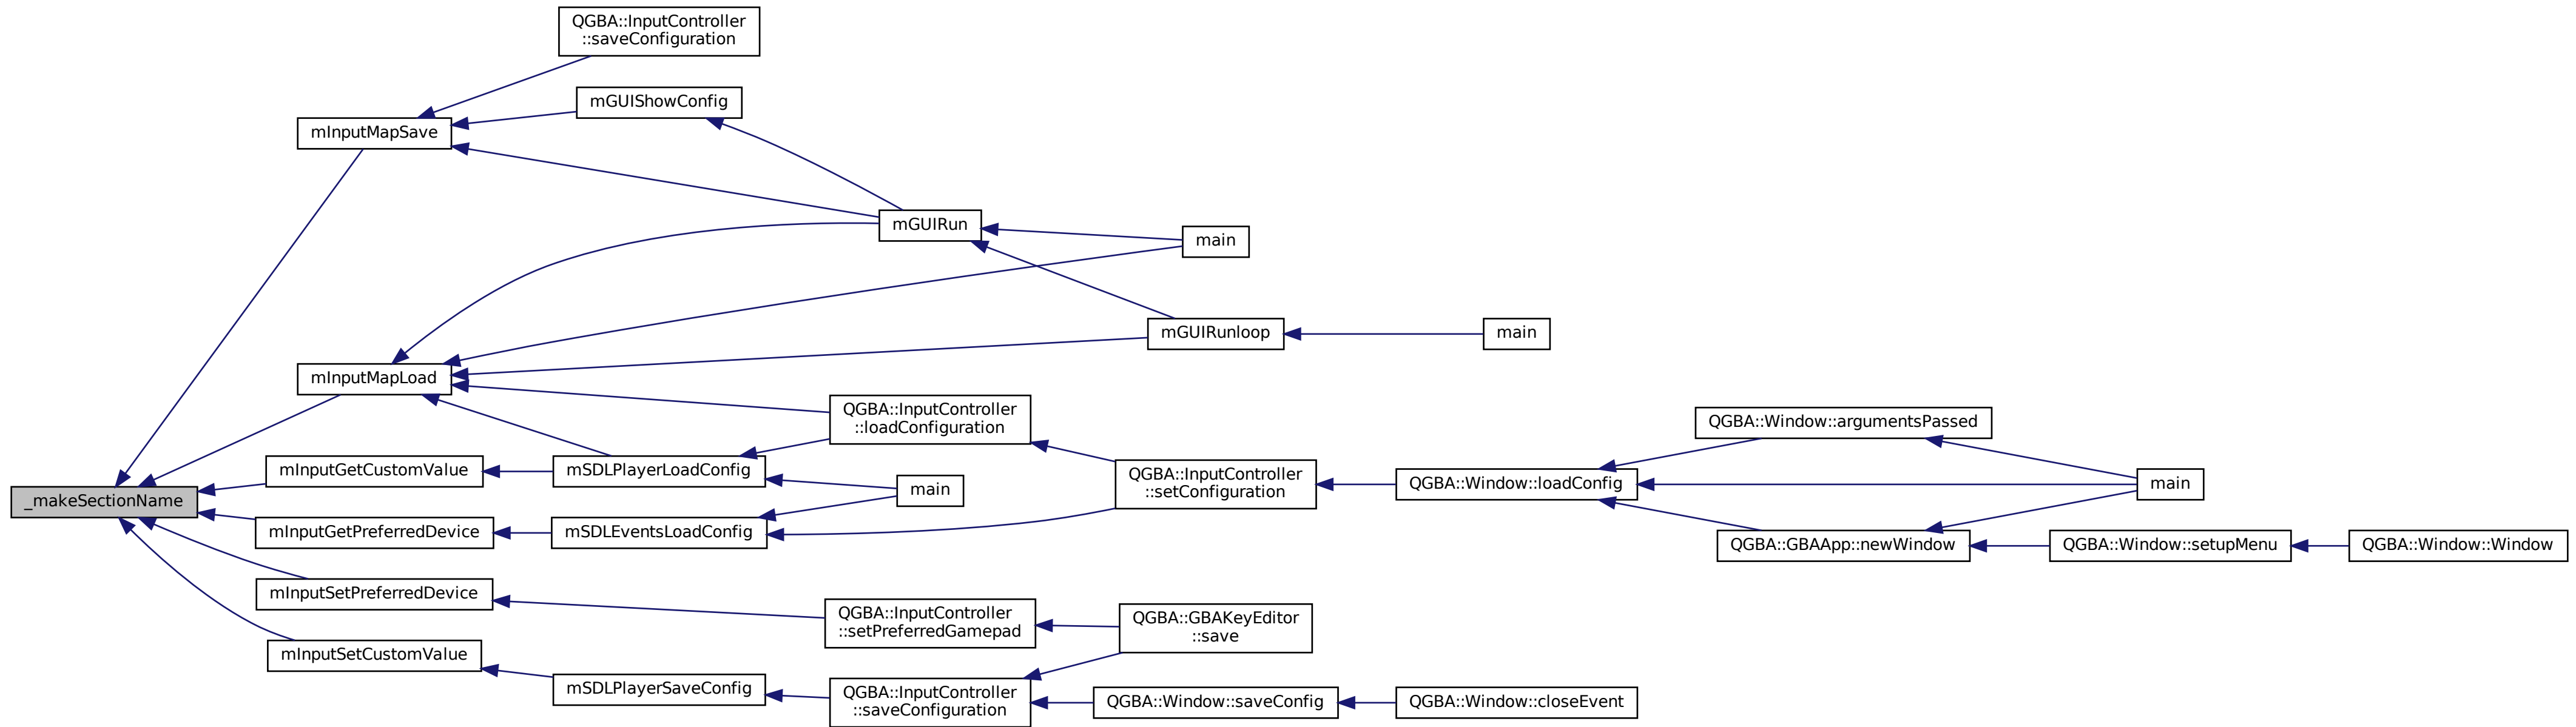 QGBA::InputController
::saveConfiguration
mGUIShowConfig
mInputMapSave
mGUIRun
main
mGUIRunloop
main
mInputMapLoad
QGBA::InputController
::loadConfiguration
QGBA::Window::argumentsPassed
mInputGetCustomValue
mSDLPlayerLoadConfig
QGBA::InputController
::setConfiguration
QGBA::Window::loadConfig
main
main
_makeSectionName
mInputGetPreferredDevice
mSDLEventsLoadConfig
QGBA::GBAApp::newWindow
QGBA::Window::setupMenu
QGBA::Window::Window
mInputSetPreferredDevice
QGBA::InputController
::setPreferredGamepad
QGBA::GBAKeyEditor
::save
mInputSetCustomValue
mSDLPlayerSaveConfig
QGBA::InputController
::saveConfiguration
QGBA::Window::saveConfig
QGBA::Window::closeEvent